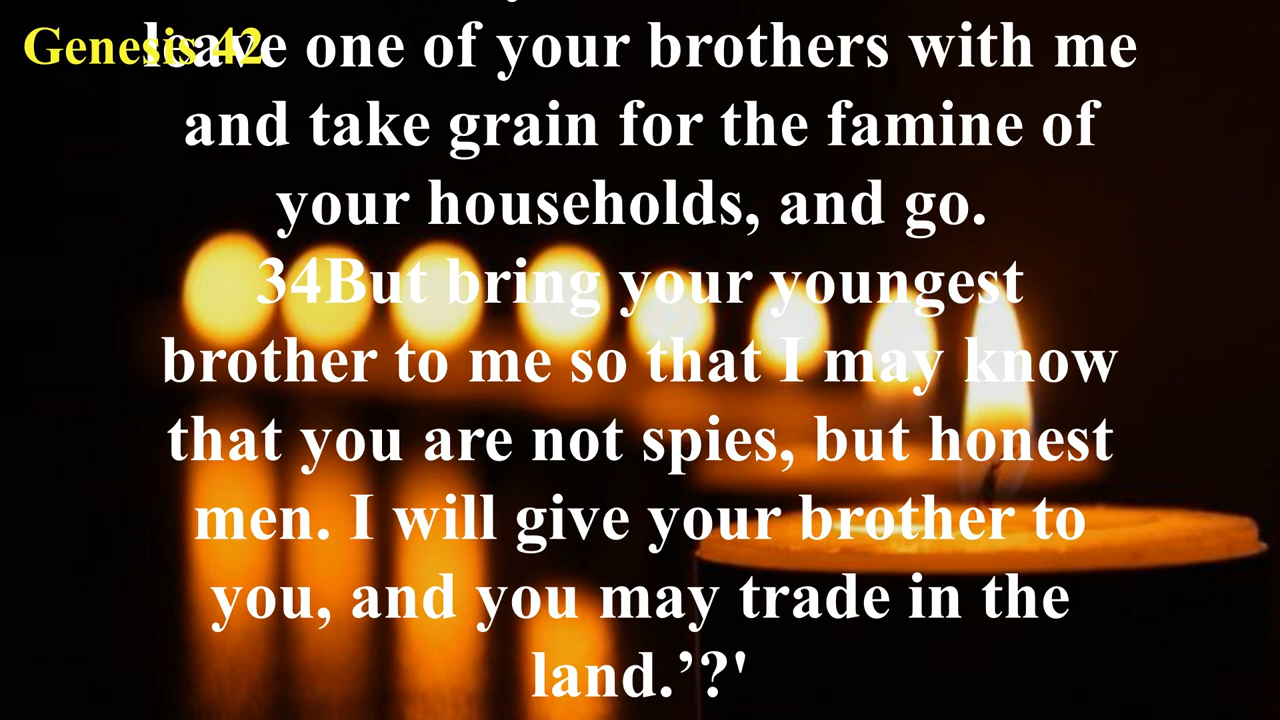 Genesis 42
leave one of your brothers with me
and take grain for the famine of
your households, and go.
34But bring your youngest
brother to me so that I may know
that you are not spies, but honest
men. I will give your brother to
you, and you may trade in the
land.’?'